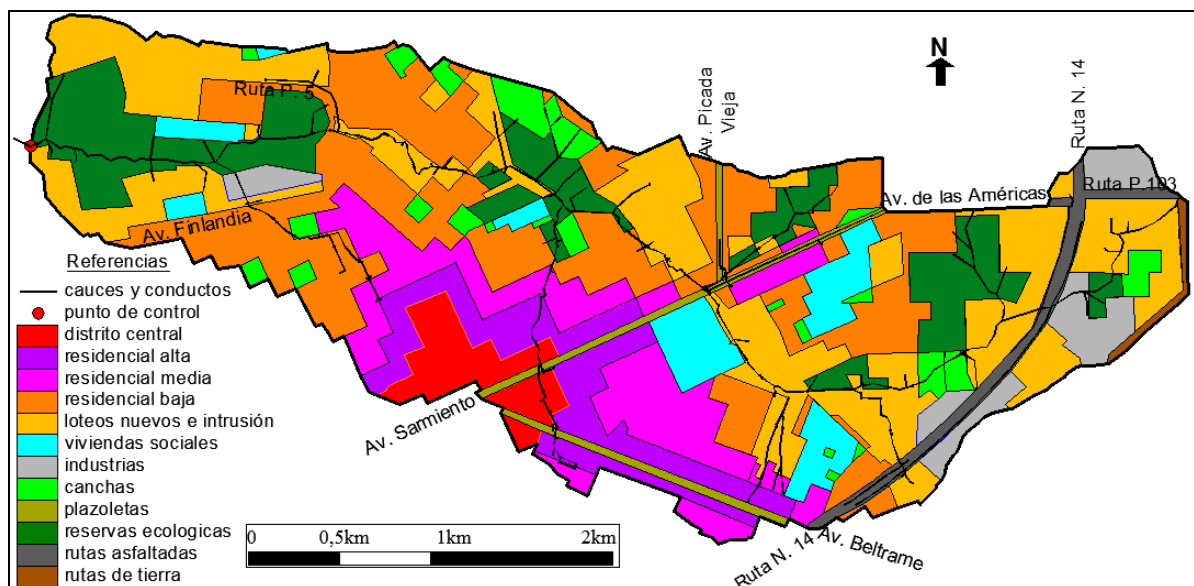 N
Ruta N. 14
Av. Picada
Vieja
Ruta P. 5
Av. de las Américas
Ruta P. 103
Av. Finlandia
Referencias
cauces y conductos
punto de control
distrito central
residencial alta
residencial media
residencial baja
loteos nuevos e intrusión
viviendas sociales
industrias
canchas
plazoletas
reservas ecologicas
rutas asfaltadas
rutas de tierra
Av. Sarmiento
0 0,5km 1km 2km
Ruta N. 14
Av. Beltrame